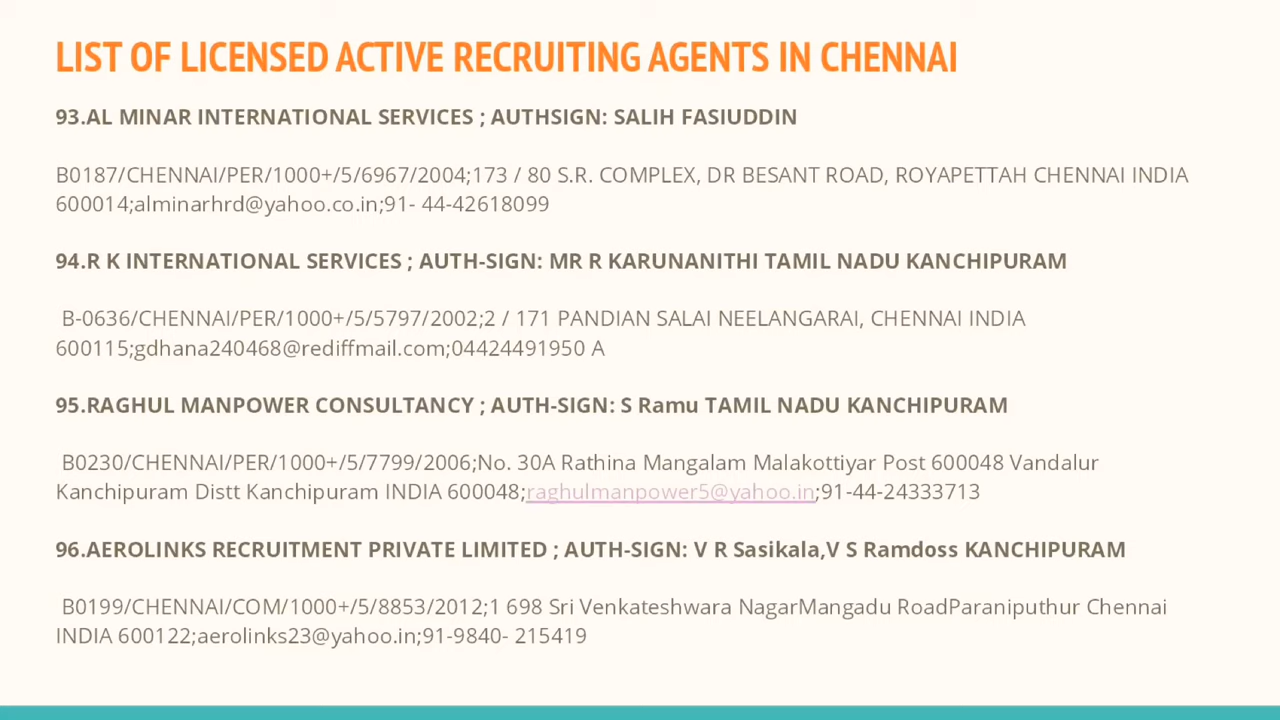 LIST OF LICENSED ACTIVE RECRUITING AGENTS IN CHENNAI
93.AL MINAR INTERNATIONAL SERVICES ; AUTHSIGN: SALIH FASIUDDIN
B0187/CHENNAI/PER/1000+/5/6967/2004;173 / 80 S.R. COMPLEX, DR BESANT ROAD, ROYAPETTAH CHENNAI INDIA
600014;alminarhrd@yahoo.co.in;91- 44-42618099
94.R K INTERNATIONAL SERVICES ; AUTH-SIGN: MR R KARUNANITHI TAMIL NADU KANCHIPURAM
B-0636/CHENNAI/PER/1000+/5/5797/2002;2 / 171 PANDIAN SALAI NEELANGARAI, CHENNAI INDIA
600115;gdhana240468@rediffmail.com;04424491950 A
95.RAGHUL MANPOWER CONSULTANCY ; AUTH-SIGN: S Ramu TAMIL NADU KANCHIPURAM
B0230/CHENNAI/PER/1000+/5/7799/2006;No. 30A Rathina Mangalam Malakottiyar Post 600048 Vandalur
Kanchipuram Distt Kanchipuram INDIA 600048;raghulmanpower5@yahoo.in;91-44-24333713
96.AEROLINKS RECRUITMENT PRIVATE LIMITED ; AUTH-SIGN: V R Sasikala,V S Ramdoss KANCHIPURAM
B0199/CHENNAI/COM/1000+/5/8853/2012;1 698 Sri Venkateshwara NagarMangadu RoadParaniputhur Chennai
INDIA 600122;aerolinks23@yahoo.in;91-9840- 215419